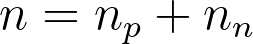 n = n_p + n_n